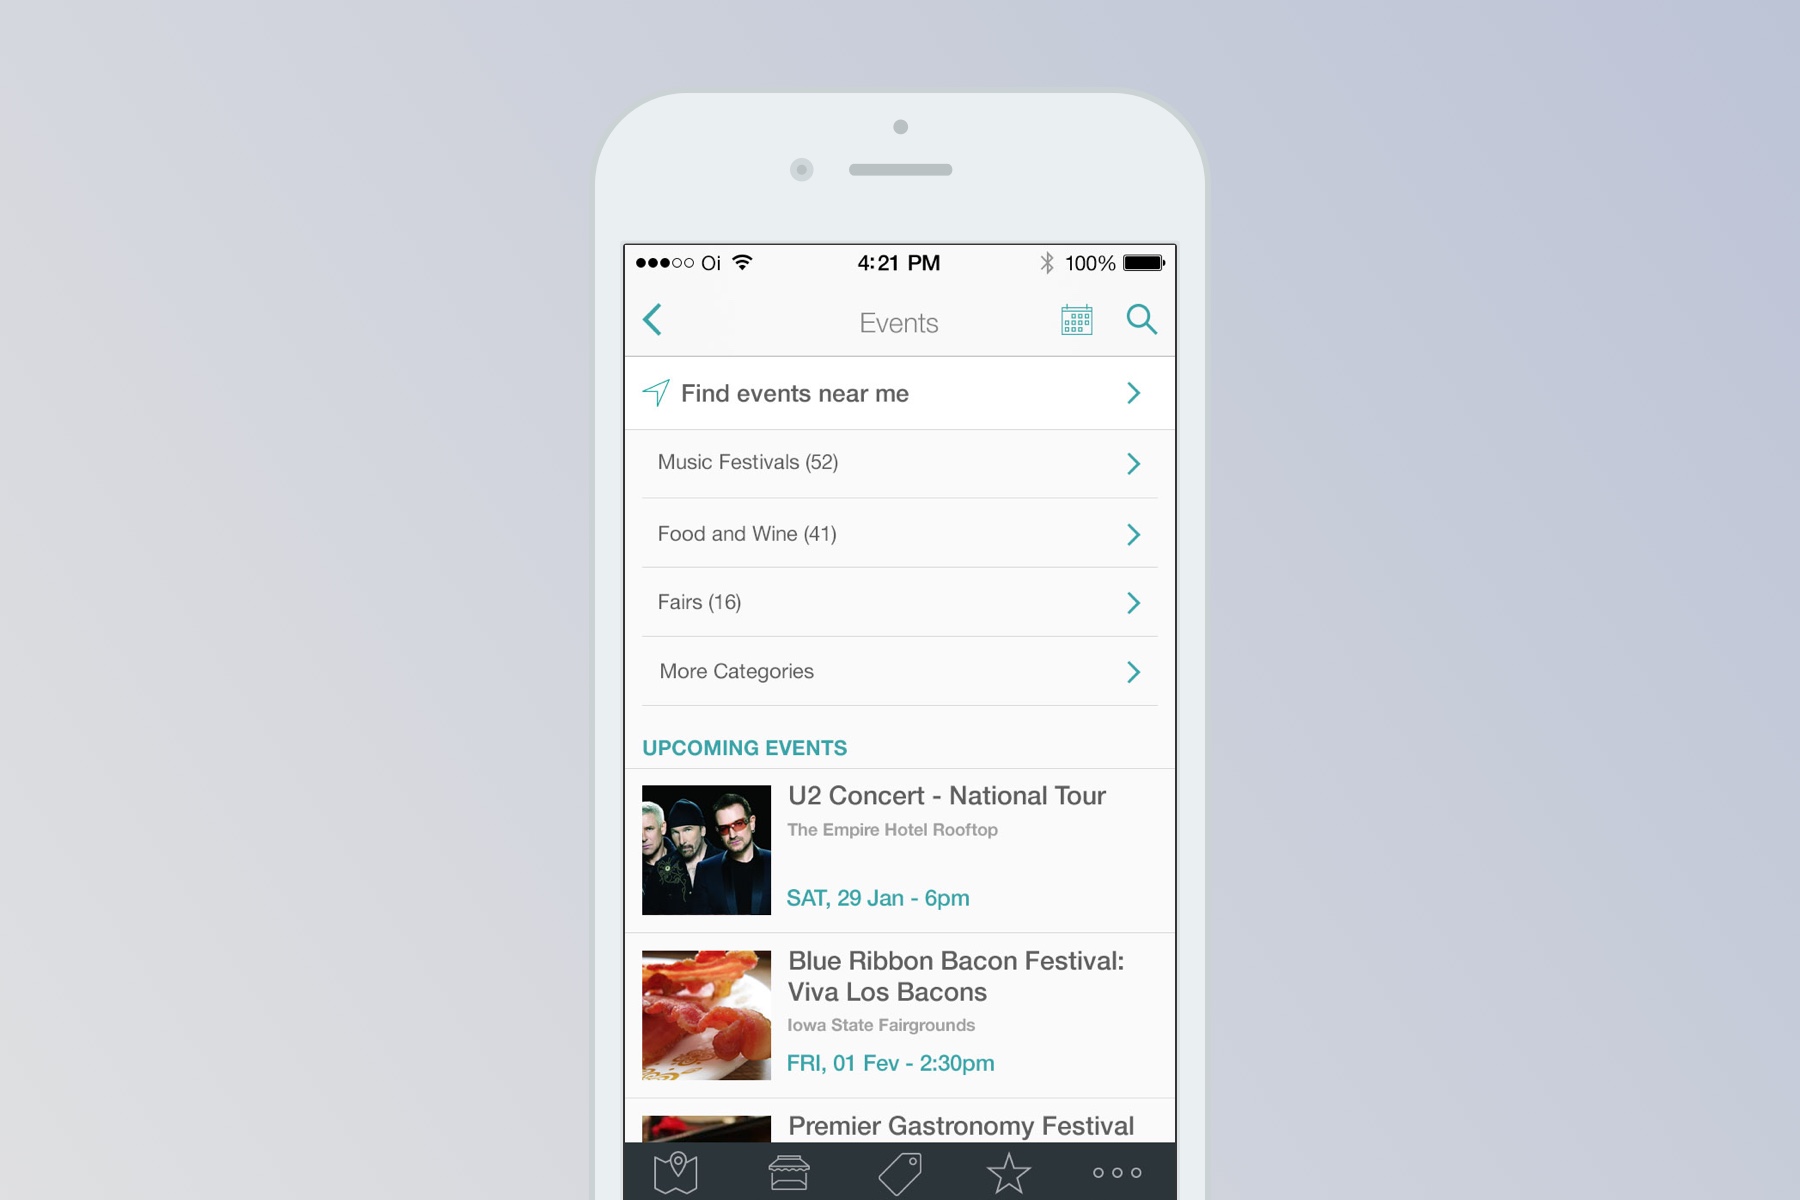 Oi 4:21 PM 100%
Events
Find events near me
Music Festivals (52)
Food and Wine (41)
Fairs (16)
More Categories
UPCOMING EVENTS
U2 Concert - National Tour
The Empire Hotel Rooftop
SAT, 29 Jan - 6pm
Blue Ribbon Bacon Festival:
Viva Los Bacons
Iowa State Fairgrounds
FRI, 01 Fev - 2:30pm
Premier Gastronomy Festival